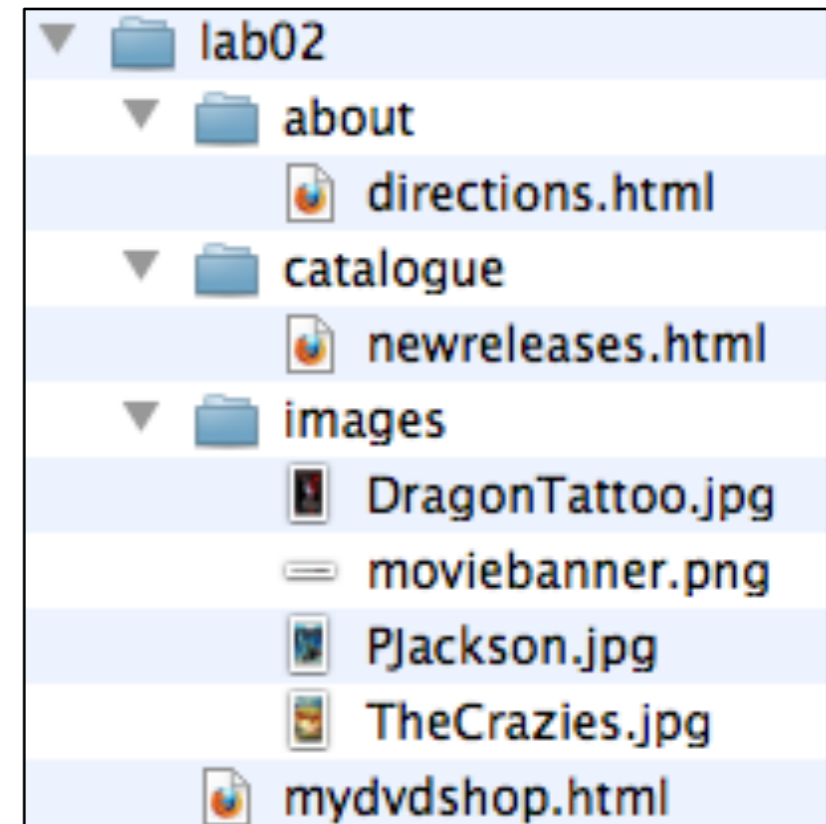 lab02
about
directions.html
catalogue
newreleases.html
images
DragonTattoo.jpg
moviebanner.png
PJackson.jpg
TheCrazies.jpg
mydvdshop.html